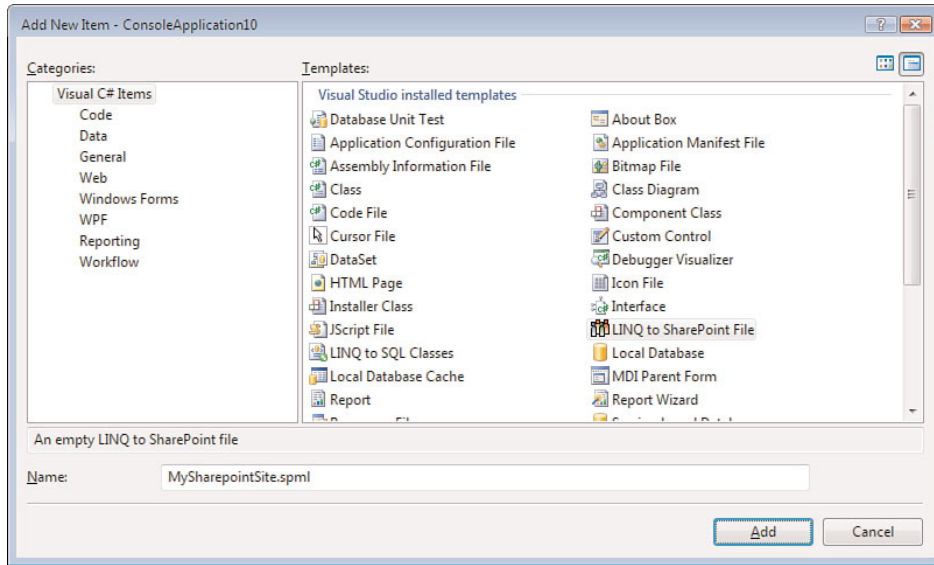 Add New Item - ConsoleApplication10
Categories:
Templates:
Visual C# Items
Code
Data
General
Web
Windows Forms
WPF
Reporting
Workflow
Visual Studio installed templates
Database Unit Test
About Box
Application Configuration File
Application Manifest File
Assembly Information File
Bitmap File
Class
Class Diagram
Code File
Component Class
Cursor File
Custom Control
DataSet
Debugger Visualizer
HTML Page
Icon File
Installer Class
Interface
JScript File
LINQ to SharePoint File
LINQ to SQL Classes
Local Database
Local Database Cache
MDI Parent Form
Report
Report Wizard
An empty LINQ to SharePoint file
Name:
MySharepointSite.spml
Add
Cancel